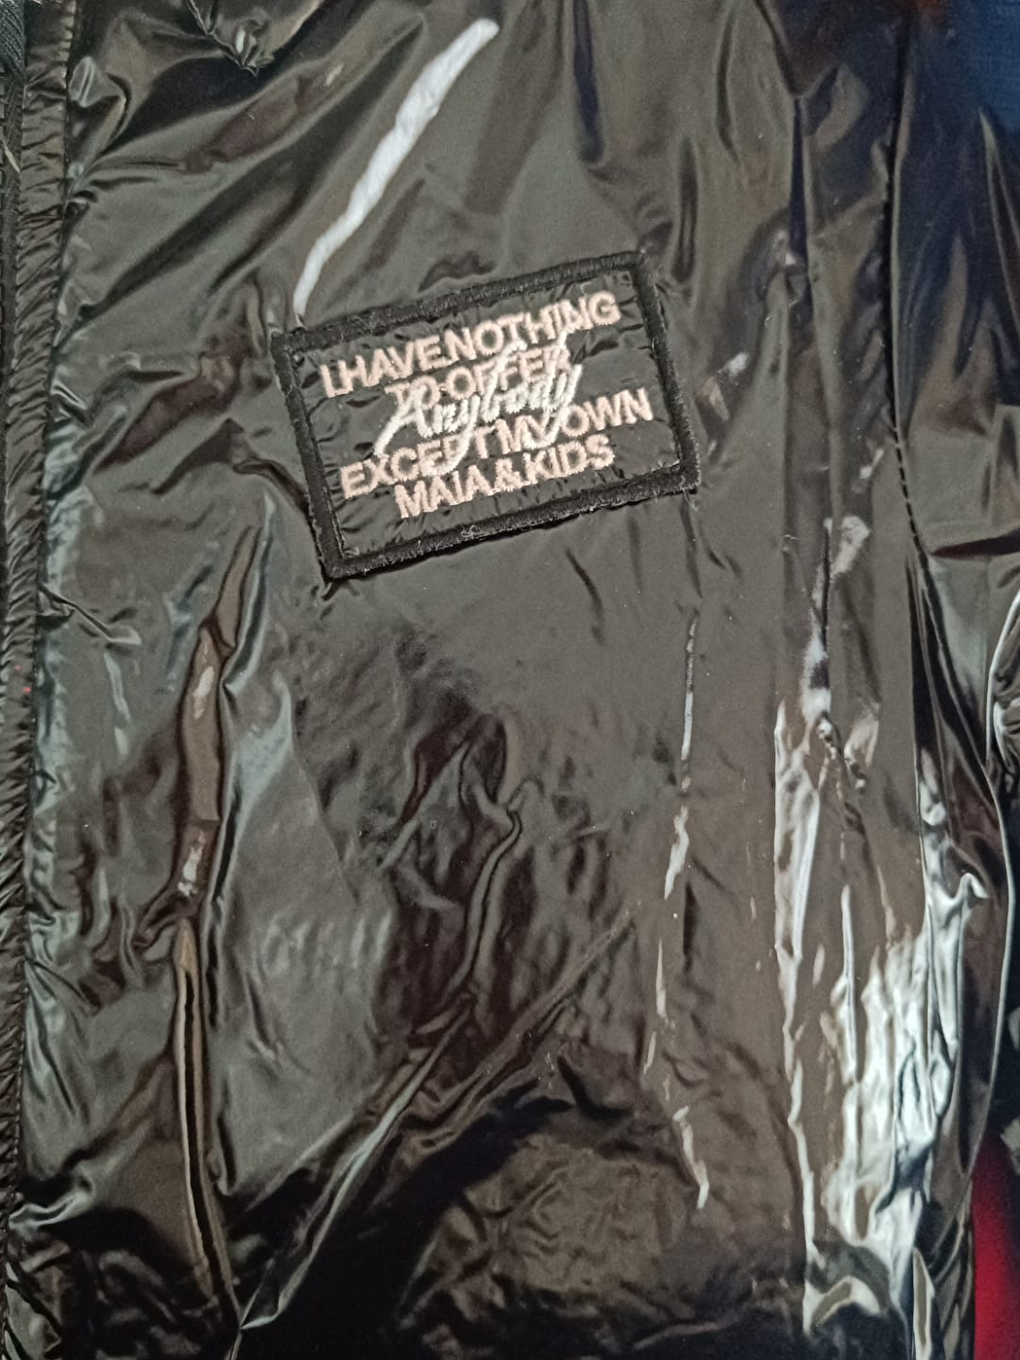 I HAVE NOTHING
TO OFFER
Anybody
EXCEPT MY OWN
MAIA & KIDS